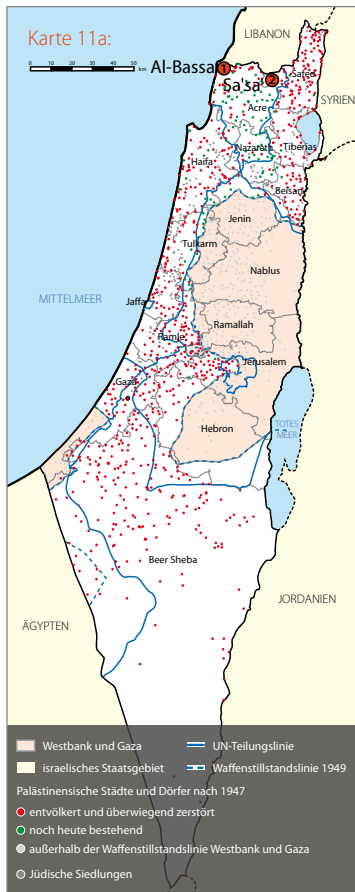 Karte 11a:
LIBANON
0 10 20 30 40 50
km
Al-Bassa 1
2
Sa'sa'
Safed
SYRIEN
Acre
Nazareth
Tiberias
Haifa
Beisan
Jenin
Tulkarm
Nablus
MITTELMEER
Jaffa
Ramallah
Ramle
Jerusalem
Gaza
Hebron
TOTES
MEER
Beer Sheba
JORDANIEN
ÄGYPTEN
Westbank und Gaza
UN-Teilungslinie
israelisches Staatsgebiet
Waffenstillstandslinie 1949
Palästinensische Städte und Dörfer nach 1947
entvölkert und überwiegend zerstört
noch heute bestehend
außerhalb der Waffenstillstandslinie Westbank und Gaza
Jüdische Siedlungen